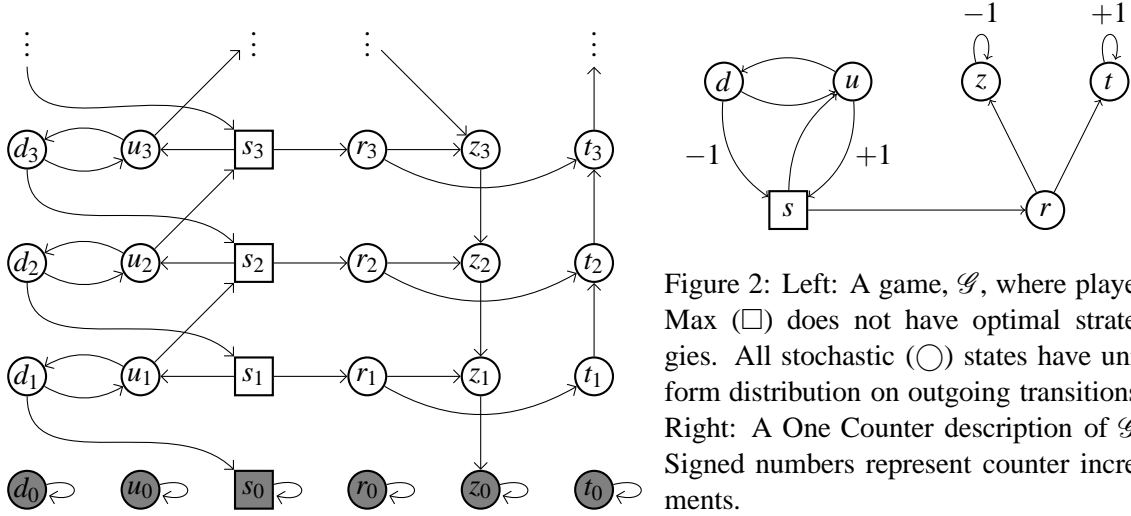 ⋮ ⋮ ⋮ ⋮
d₃ u₃ s₃ r₃ z₃ t₃
d₂ u₂ s₂ r₂ z₂ t₂
d₁ u₁ s₁ r₁ z₁ t₁
d₀ u₀ s₀ r₀ z₀ t₀
−1 +1
d u z t
−1 +1
s r
Figure 2: Left: A game, 𝒢, where playe
Max (□) does not have optimal strate
gies. All stochastic (○) states have uni
form distribution on outgoing transitions
Right: A One Counter description of 𝒢
Signed numbers represent counter incre
ments.